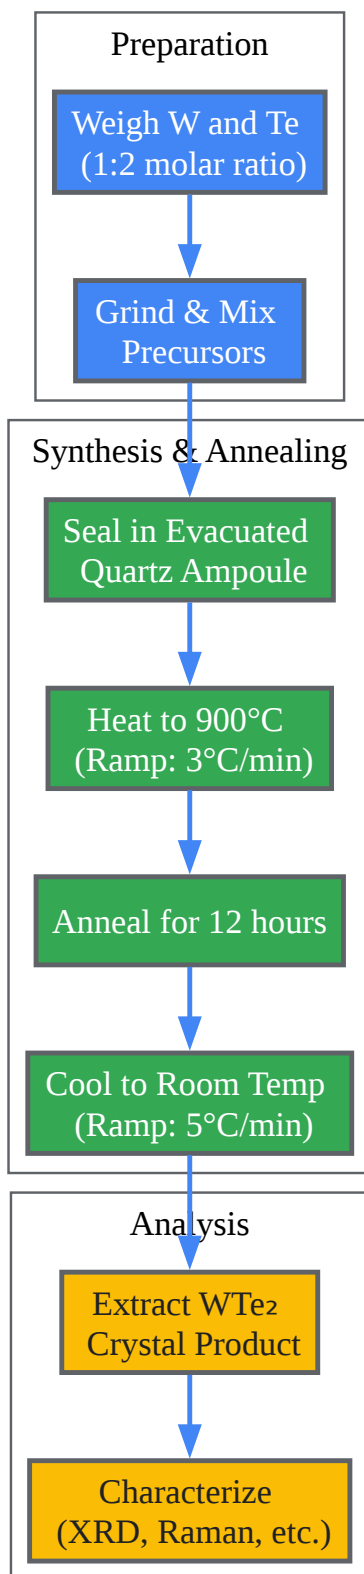 Preparation
Weigh W and Te
(1:2 molar ratio)
Grind & Mix
Precursors
Synthesis & Annealing
Seal in Evacuated
Quartz Ampoule
Heat to 900°C
(Ramp: 3°C/min)
Anneal for 12 hours
Cool to Room Temp
(Ramp: 5°C/min)
Analysis
Extract WTe₂
Crystal Product
Characterize
(XRD, Raman, etc.)